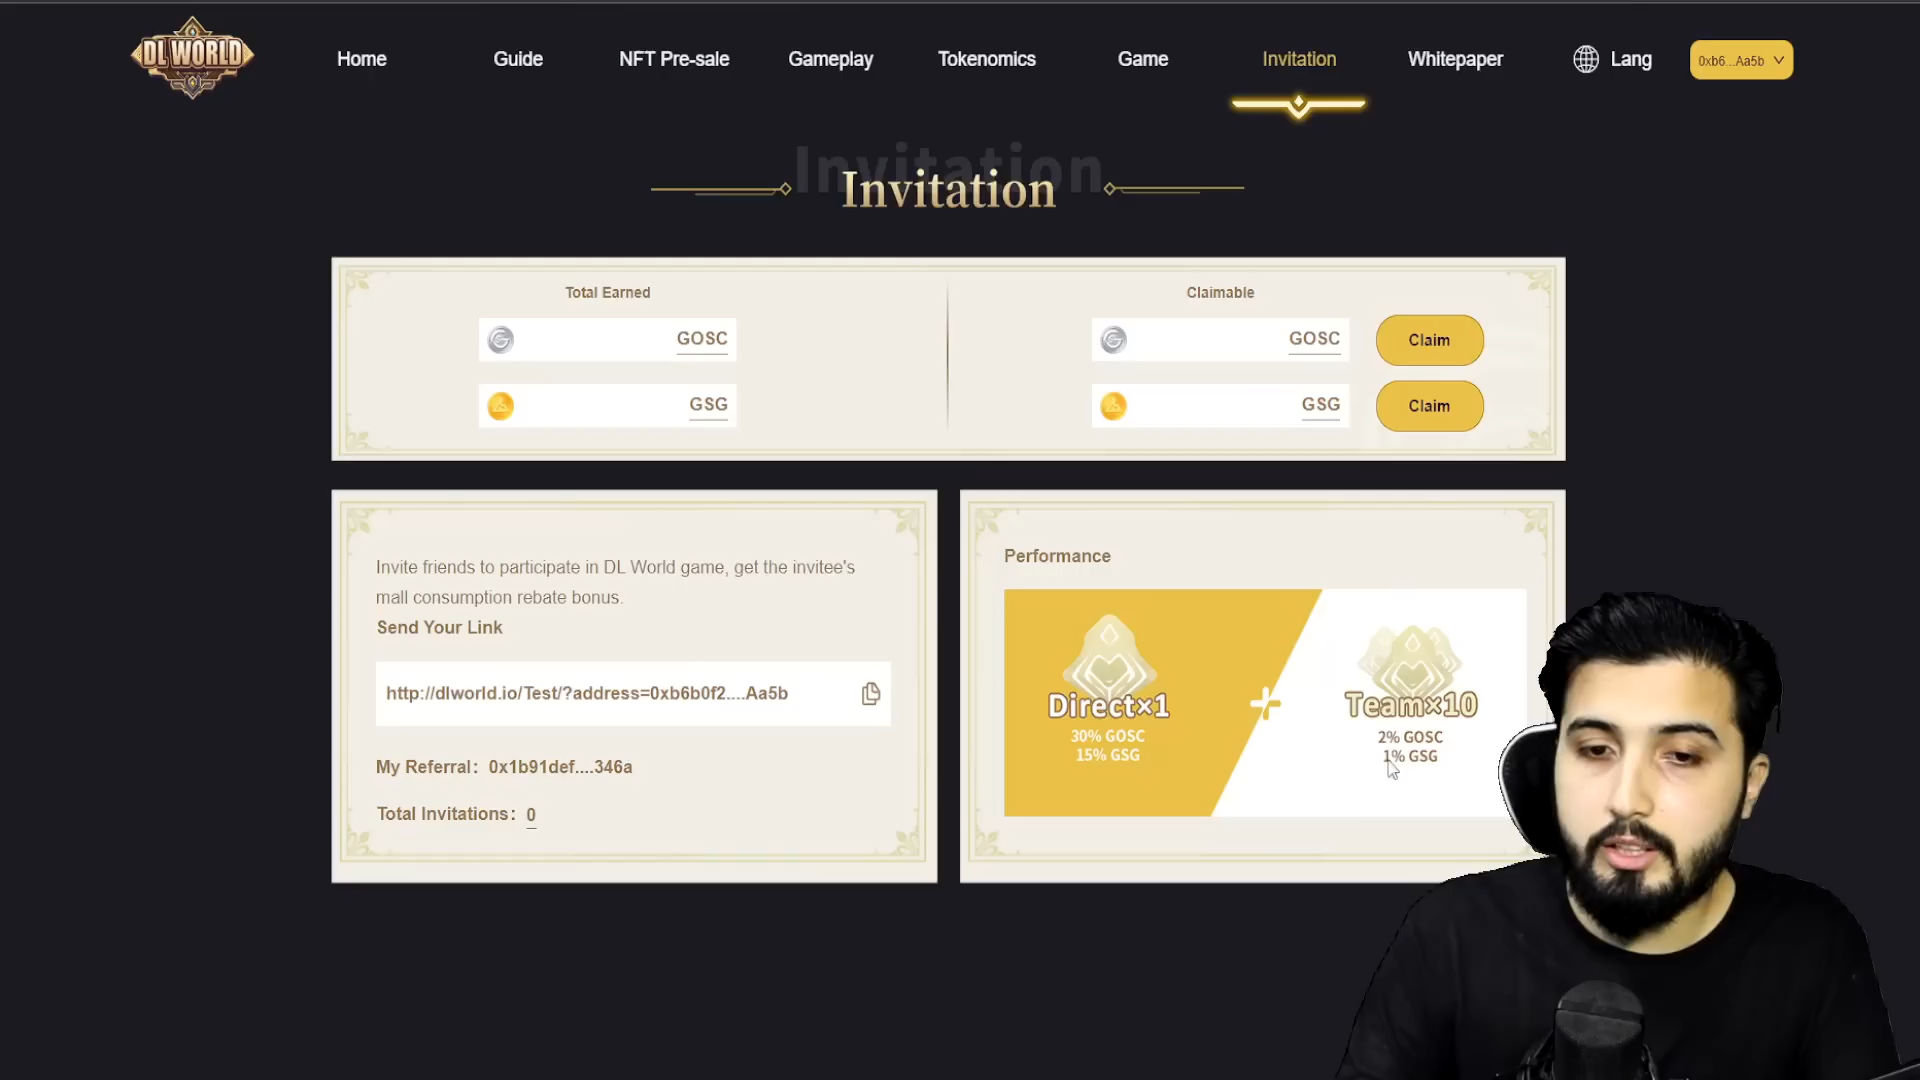 DL WORLD
Home
Guide
NFT Pre-sale
Gameplay
Tokenomics
Game
Invitation
Whitepaper
Lang
0xb6...Aa5b
Invitation
Invitation
Total Earned
GOSC
GSG
Claimable
GOSC
Claim
GSG
Claim
Invite friends to participate in DL World game, get the invitee's
mall consumption rebate bonus.
Send Your Link
http://dlworld.io/Test/?address=0xb6b0f2....Aa5b
My Referral: 0x1b91def....346a
Total Invitations: 0
Performance
Direct×1
30% GOSC
15% GSG
Team×10
2% GOSC
1% GSG